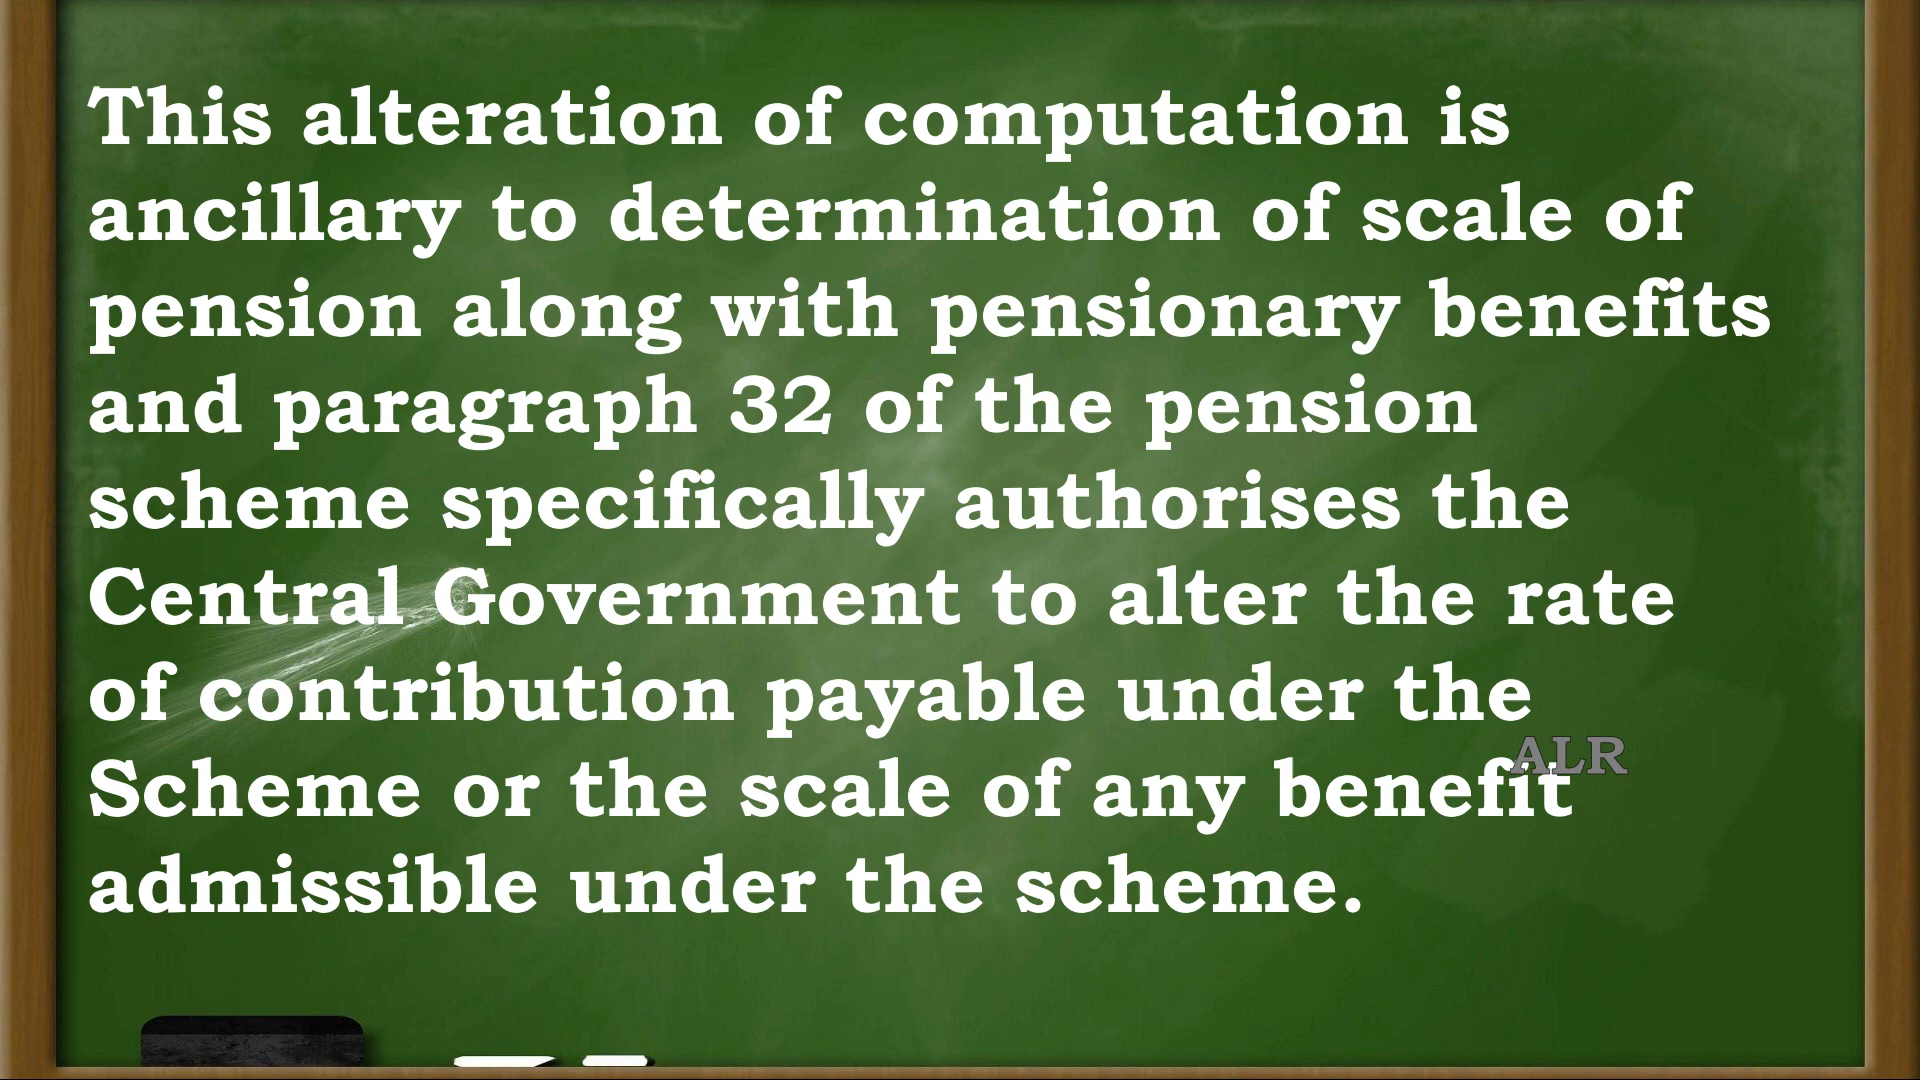 This alteration of computation is
ancillary to determination of scale of
pension along with pensionary benefits
and paragraph 32 of the pension
scheme specifically authorises the
Central Government to alter the rate
of contribution payable under the
Scheme or the scale of any benefit
admissible under the scheme.
ALR